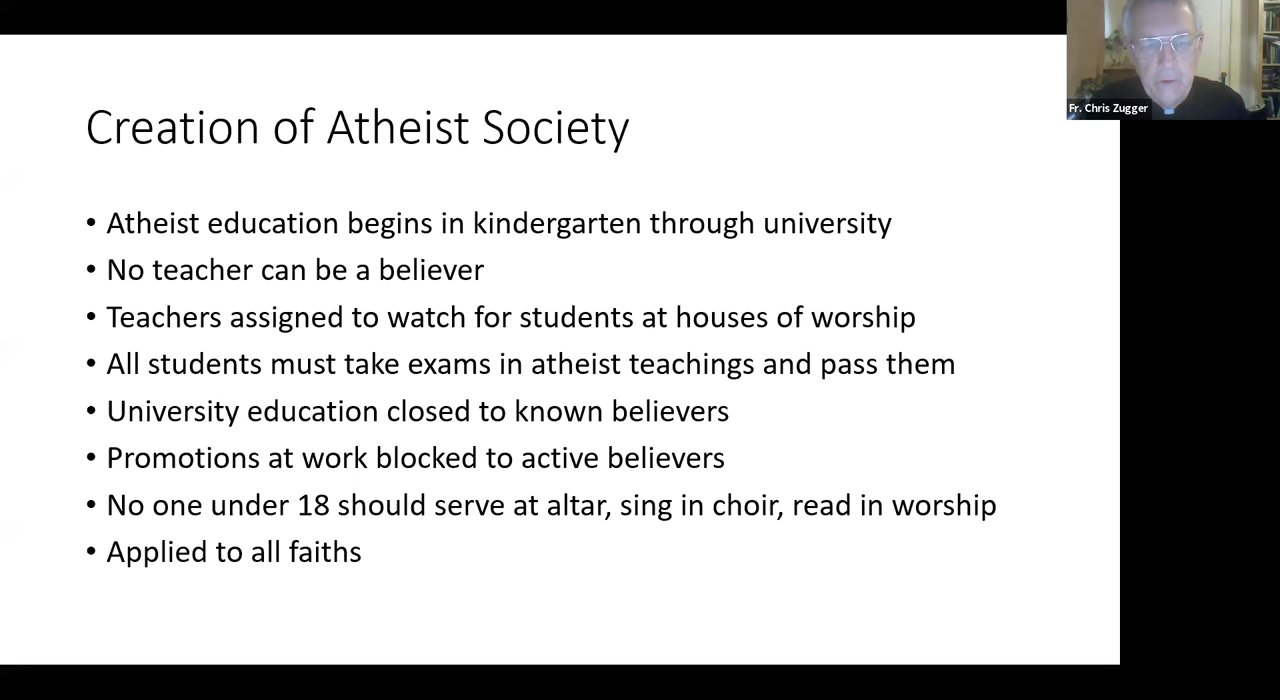 Fr. Chris Zugger
Creation of Atheist Society
• Atheist education begins in kindergarten through university
• No teacher can be a believer
• Teachers assigned to watch for students at houses of worship
• All students must take exams in atheist teachings and pass them
• University education closed to known believers
• Promotions at work blocked to active believers
• No one under 18 should serve at altar, sing in choir, read in worship
• Applied to all faiths